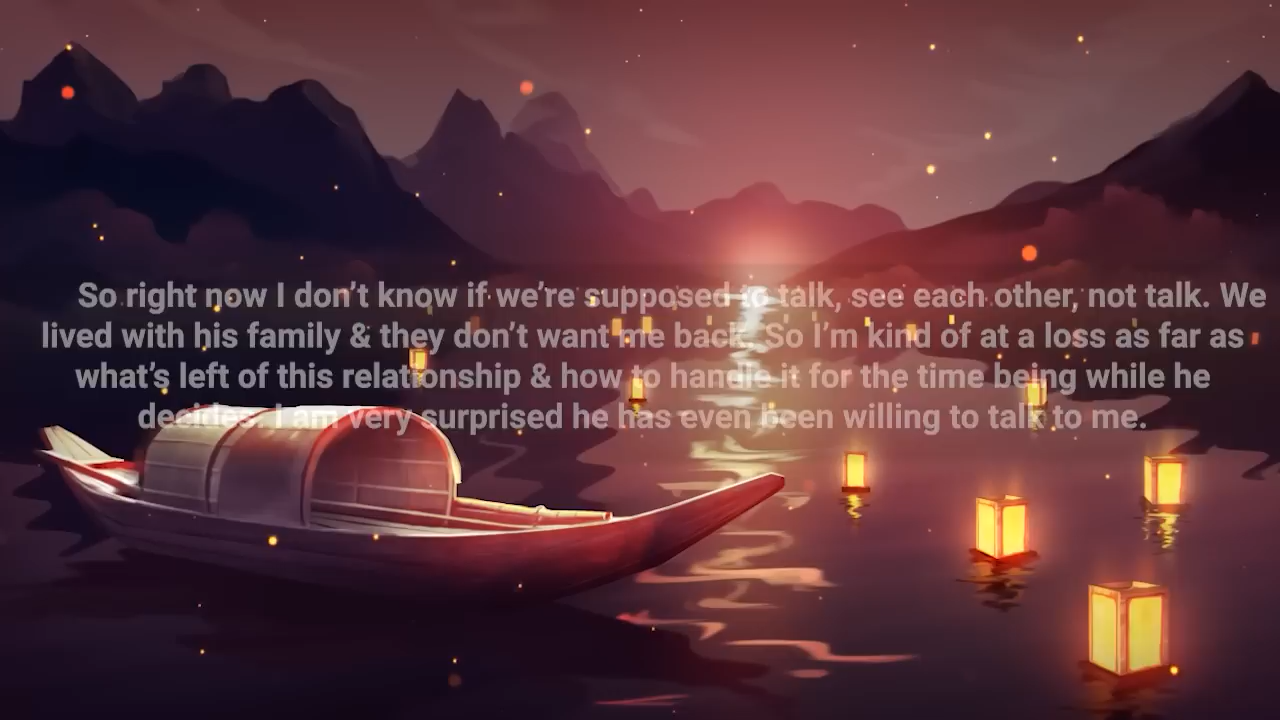 So right now I don’t know if we’re supposed to talk, see each other, not talk. We
lived with his family & they don’t want me back. So I’m kind of at a loss as far as
what’s left of this relationship & how to handle it for the time being while he
decides. I am very surprised he has even been willing to talk to me.